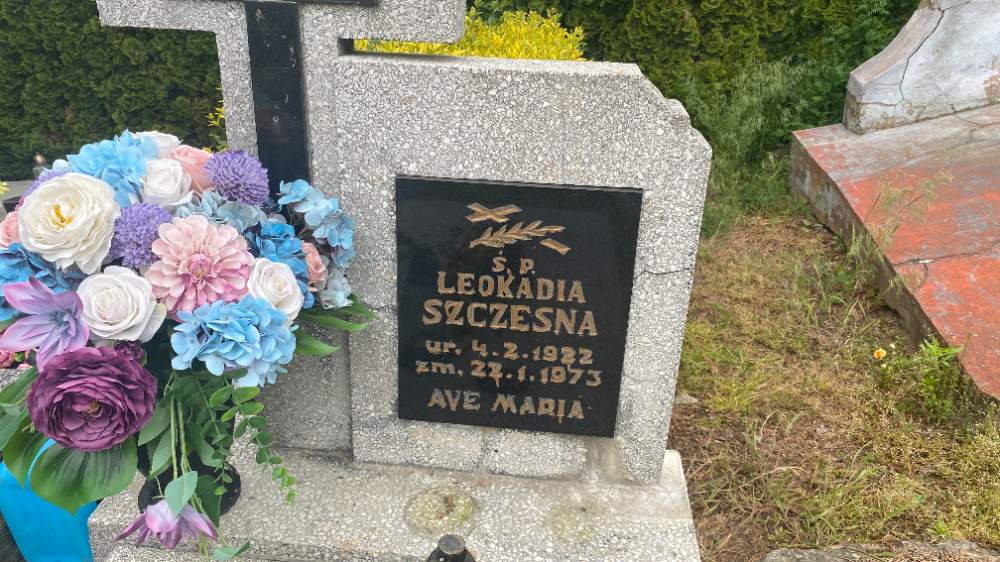 Ś. P.
LEOKADIA
SZCZESNA
ur. 4.2.1922
zm. 27.1.1973
AVE MARIA